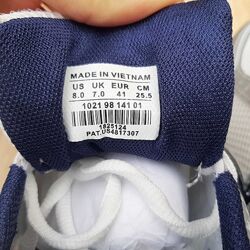 MADE IN VIETNAM
US UK EUR CM
8.0 7.0 41 25.5
1021 98 141 01
1825124
PAT.US4817307